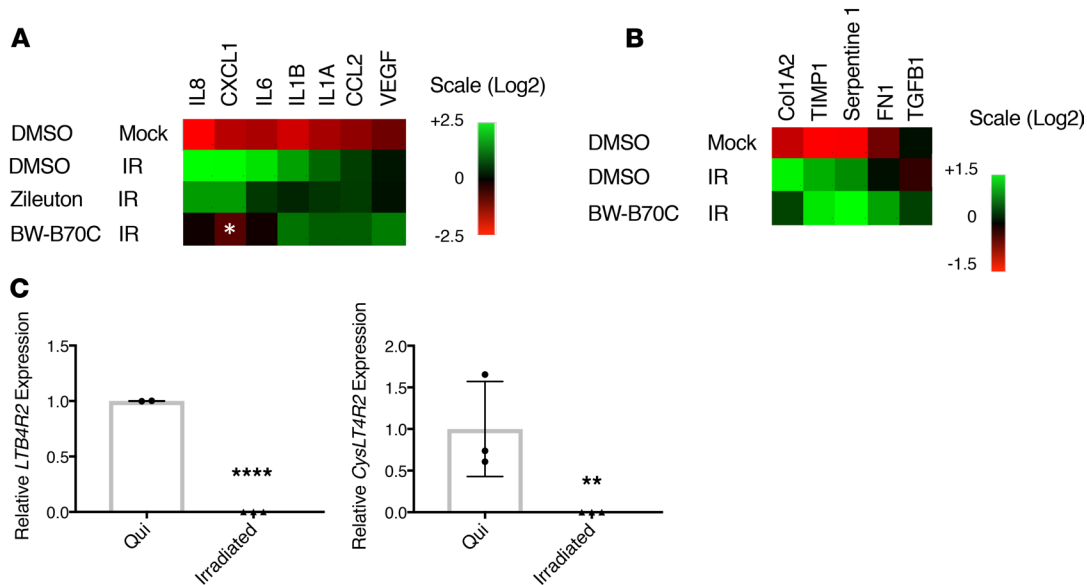 A
IL8 CXCL1 IL6 IL1B IL1A CCL2 VEGF
Scale (Log2)
DMSO Mock
DMSO IR
Zileuton IR
BW-B70C IR
*
+2.5
0
-2.5
B
Col1A2 TIMP1 Serpentine 1 FN1 TGFB1
Scale (Log2)
DMSO Mock
DMSO IR
BW-B70C IR
+1.5
0
-1.5
C
Relative LTB4R2 Expression
1.5
1.0
0.5
0.0
****
Qui Irradiated
Relative CysLT4R2 Expression
2.0
1.5
1.0
0.5
0.0
**
Qui Irradiated